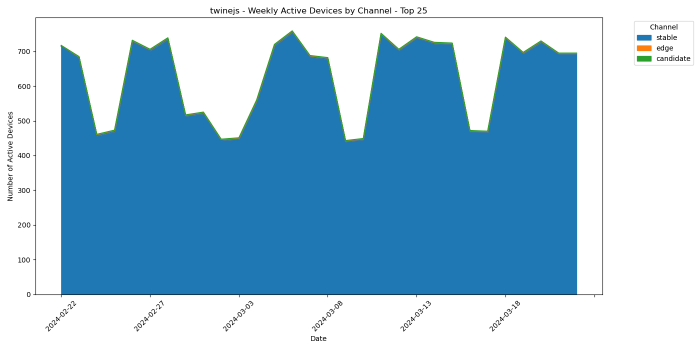 twinejs - Weekly Active Devices by Channel - Top 25
Channel
stable
edge
candidate
Number of Active Devices
700
600
500
400
300
200
100
0
2024-02-22
2024-02-27
2024-03-03
2024-03-08
2024-03-13
2024-03-18
Date